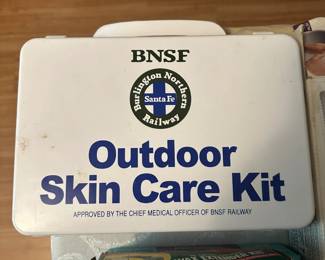 BNSF
Burlington Northern
Santa Fe
Railway
Outdoor
Skin Care Kit
APPROVED BY THE CHIEF MEDICAL OFFICER OF BNSF RAILWAY